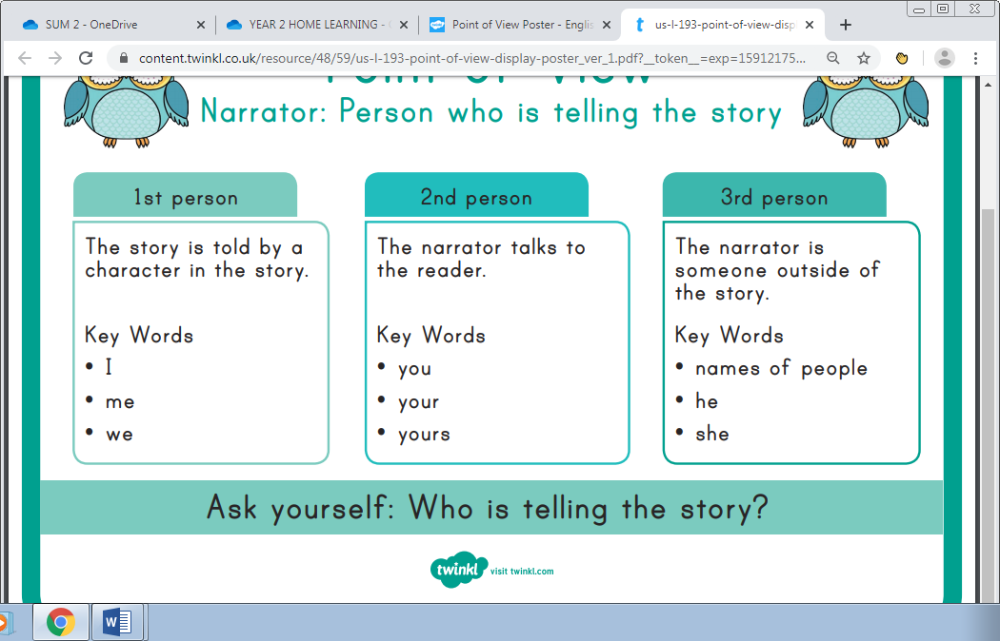 SUM 2 - OneDrive
YEAR 2 HOME LEARNING -
Point of View Poster - Englis
us-l-193-point-of-view-disp
content.twinkl.co.uk/resource/48/59/us-l-193-point-of-view-display-poster_ver_1.pdf?__token__=exp=15912175...
Point of View
Narrator: Person who is telling the story
1st person
The story is told by a
character in the story.
Key Words
• I
• me
• we
2nd person
The narrator talks to
the reader.
Key Words
• you
• your
• yours
3rd person
The narrator is
someone outside of
the story.
Key Words
• names of people
• he
• she
Ask yourself: Who is telling the story?
twinkl visit twinkl.com